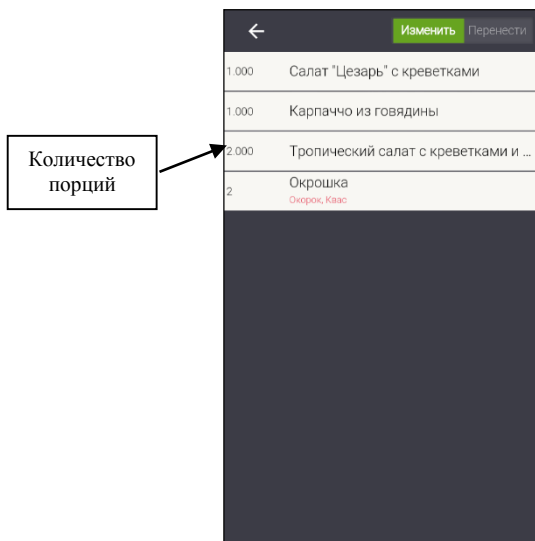 Изменить Перенести
1.000 Салат "Цезарь" с креветками
1.000 Карпаччо из говядины
Количество
порций
2.000 Тропический салат с креветками и ...
2 Окрошка
Окорок, Квас